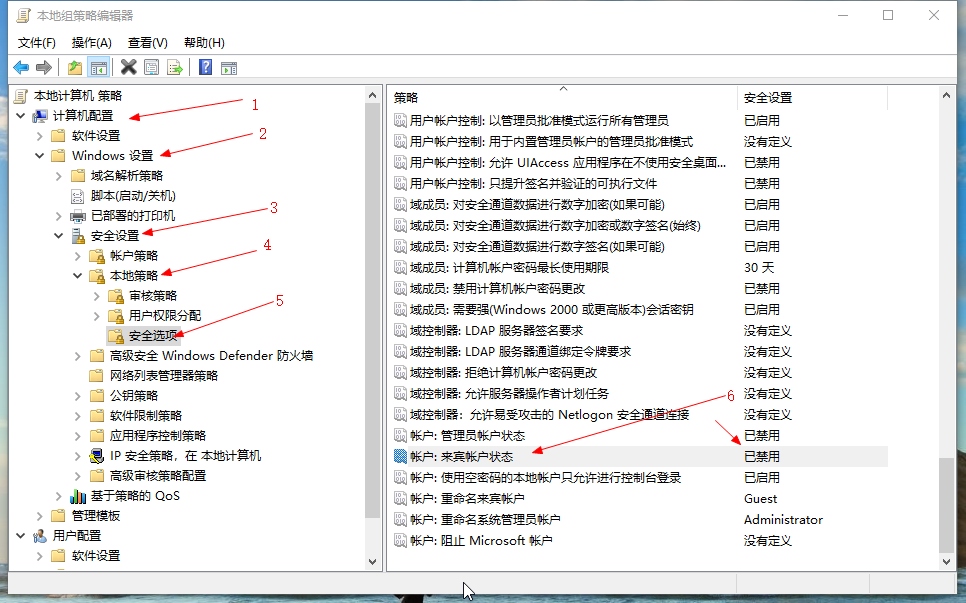 本地组策略编辑器
文件(F) 操作(A) 查看(V) 帮助(H)
本地计算机 策略
计算机配置
软件设置
Windows 设置
域名解析策略
脚本(启动/关机)
已部署的打印机
安全设置
帐户策略
本地策略
审核策略
用户权限分配
安全选项
高级安全 Windows Defender 防火墙
网络列表管理器策略
公钥策略
软件限制策略
应用程序控制策略
IP 安全策略，在 本地计算机
高级审核策略配置
基于策略的 QoS
管理模板
用户配置
软件设置
1
2
3
4
5
策略 安全设置
用户帐户控制: 以管理员批准模式运行所有管理员 已启用
用户帐户控制: 用于内置管理员帐户的管理员批准模式 没有定义
用户帐户控制: 允许 UIAccess 应用程序在不使用安全桌面... 已禁用
用户帐户控制: 只提升签名并验证的可执行文件 已禁用
域成员: 对安全通道数据进行数字加密(如果可能) 已启用
域成员: 对安全通道数据进行数字加密或数字签名(始终) 已启用
域成员: 对安全通道数据进行数字签名(如果可能) 已启用
域成员: 计算机帐户密码最长使用期限 30 天
域成员: 禁用计算机帐户密码更改 已禁用
域成员: 需要强(Windows 2000 或更高版本)会话密钥 已启用
域控制器: LDAP 服务器签名要求 没有定义
域控制器: LDAP 服务器通道绑定令牌要求 没有定义
域控制器: 拒绝计算机帐户密码更改 没有定义
域控制器: 允许服务器操作者计划任务 没有定义
域控制器：允许易受攻击的 Netlogon 安全通道连接 没有定义
6
帐户: 管理员帐户状态 已禁用
帐户: 来宾帐户状态 已禁用
帐户: 使用空密码的本地帐户只允许进行控制台登录 已启用
帐户: 重命名来宾帐户 Guest
帐户: 重命名系统管理员帐户 Administrator
帐户: 阻止 Microsoft 帐户 没有定义